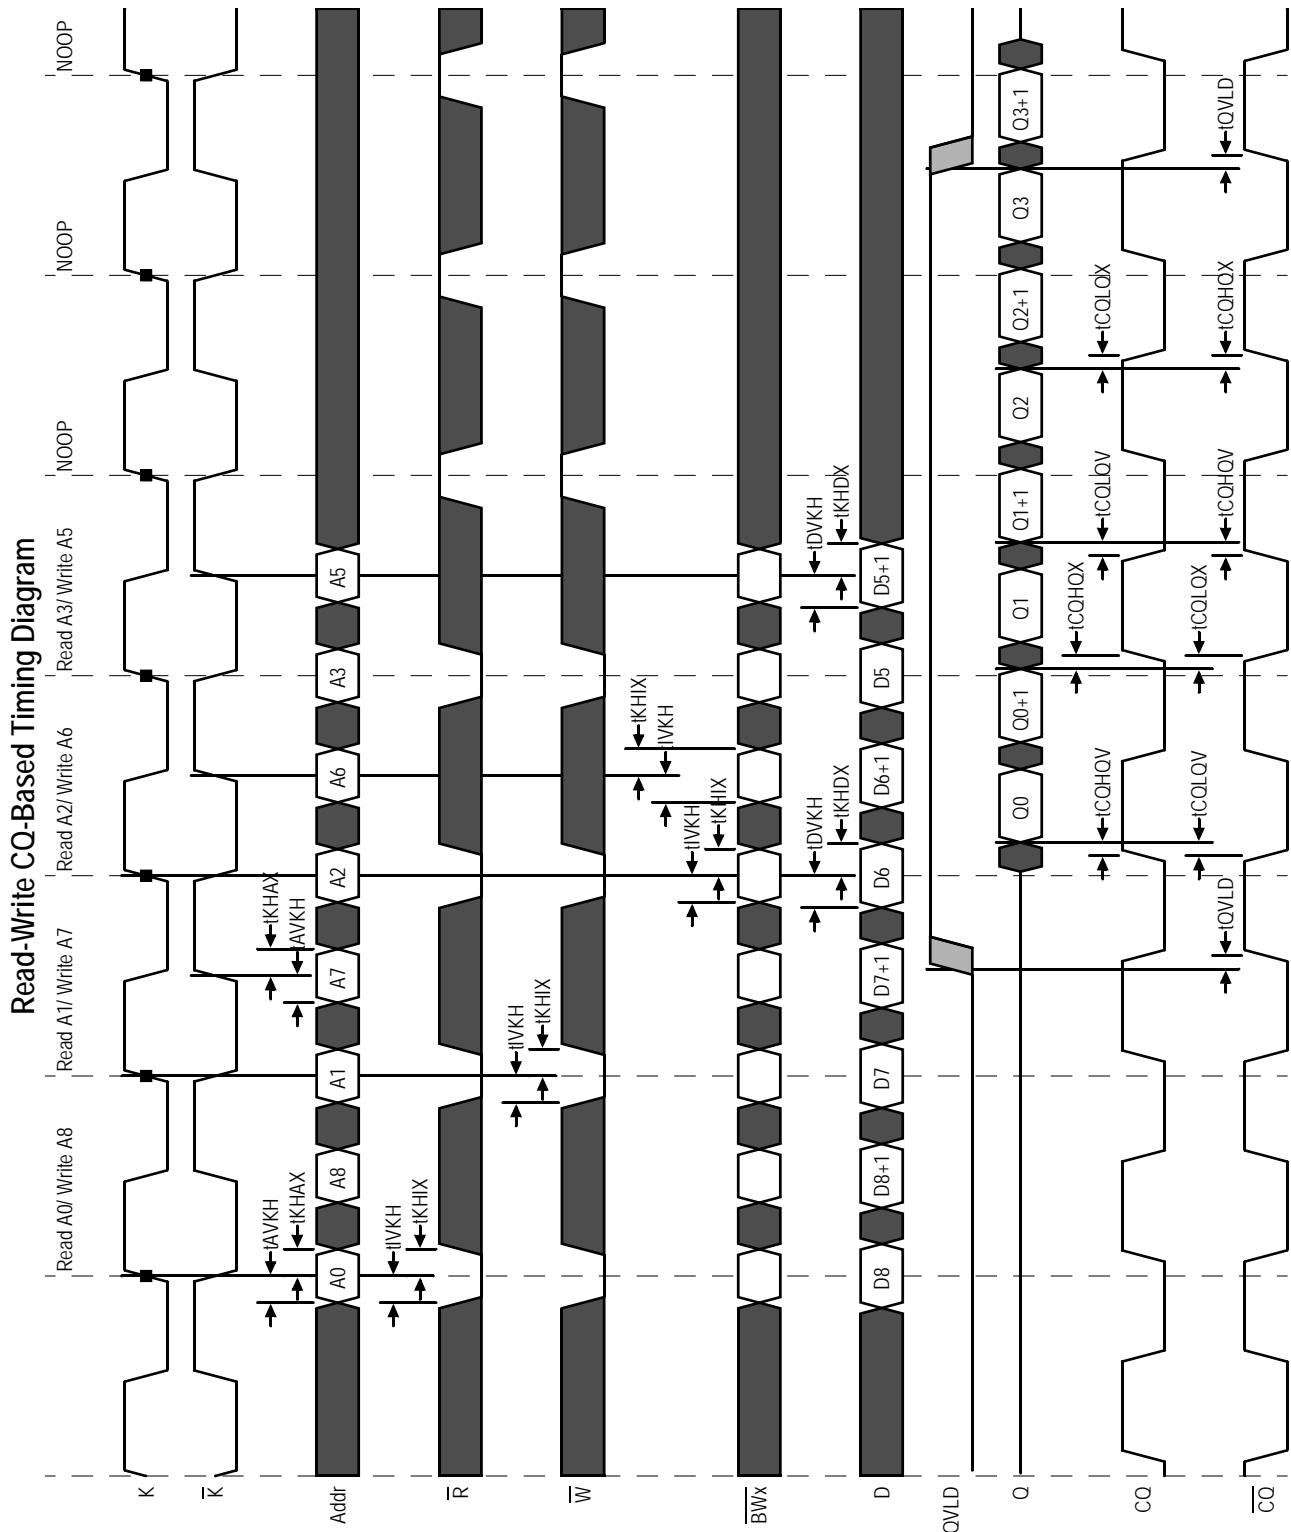 Read-Write CQ-Based Timing Diagram
Read A0/ Write A8
Read A1/ Write A7
Read A2/ Write A6
Read A3/ Write A5
NOOP
NOOP
NOOP
K
K
tAVKH
tKHAX
tKHAX
tAVKH
Addr
A0
A8
A1
A7
A2
A6
A3
A5
tIVKH
tKHIX
R
tIVKH
tKHIX
W
tKHIX
tIVKH
tIVKH
tKHIX
BWx
tDVKH
tKHDX
tDVKH
tKHDX
D
D8
D8+1
D7
D7+1
D6
D6+1
D5
D5+1
QVLD
Q
Q0
Q0+1
Q1
Q1+1
Q2
Q2+1
Q3
Q3+1
tCQHQX
tCQHQV
tCQLQV
tCQLQX
CQ
tCQLQV
tCQLQX
tQVLD
tCQHQV
tCQHQX
tQVLD
CQ